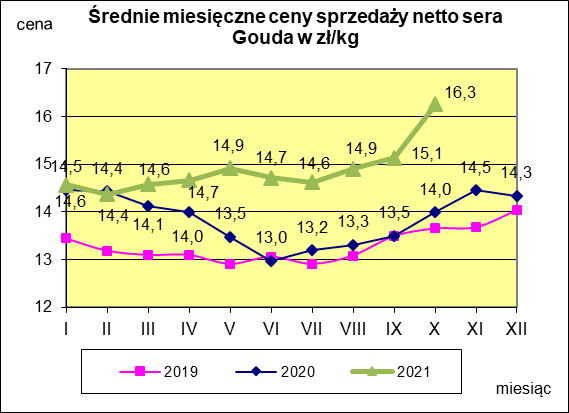 Średnie miesięczne ceny sprzedaży netto sera
Gouda w zł/kg
cena
17
16
15
14
13
12
16,3
14,5 14,4 14,6 14,9 14,7 14,6 14,9 15,1
14,6 14,4 14,1 14,7 14,0 13,5 13,0 13,2 13,3 13,5 14,0 14,5 14,3
I II III IV V VI VII VIII IX X XI XII
2019 2020 2021
miesiąc